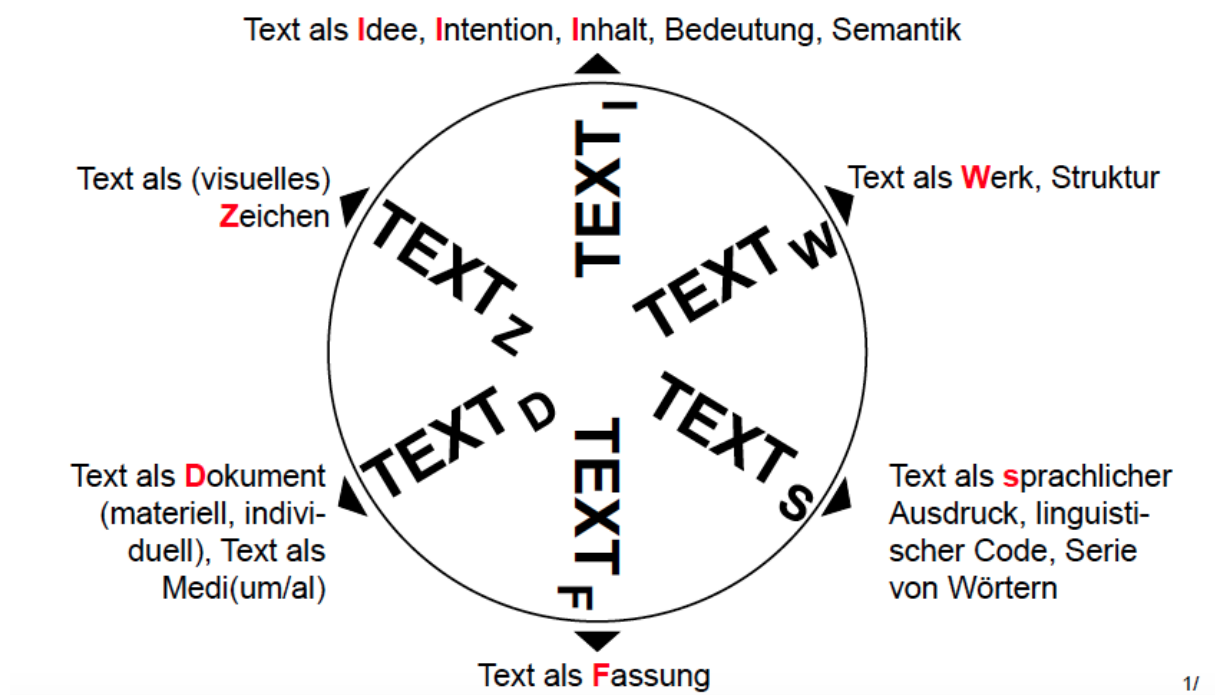 Text als Idee, Intention, Inhalt, Bedeutung, Semantik
Text als (visuelles)
Zeichen
Text als Werk, Struktur
TEXT I
TEXT W
TEXT Z
TEXT D
TEXT S
TEXT F
Text als Dokument
(materiell, indivi-
duell), Text als
Medi(um/al)
Text als sprachlicher
Ausdruck, linguisti-
scher Code, Serie
von Wörtern
Text als Fassung
1/